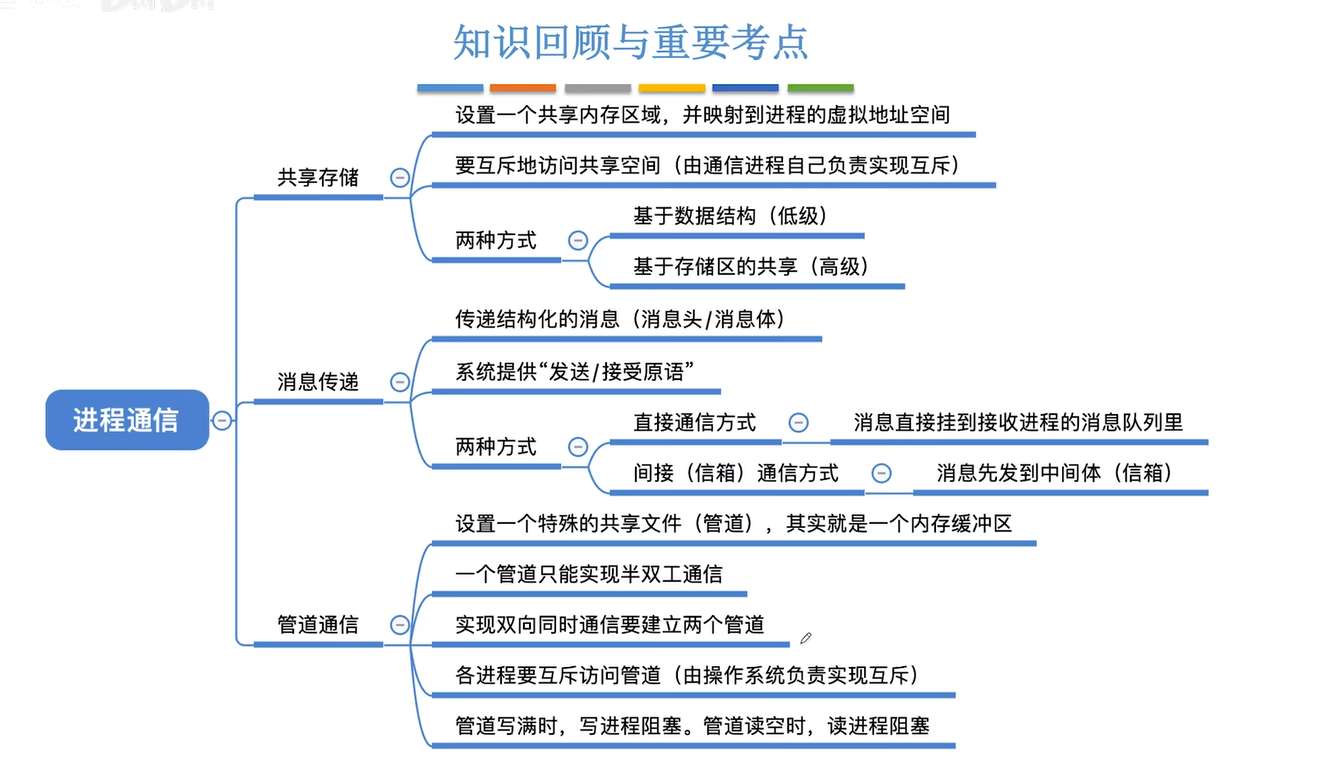 知识回顾与重要考点
进程通信
共享存储
设置一个共享内存区域，并映射到进程的虚拟地址空间
要互斥地访问共享空间（由通信进程自己负责实现互斥）
两种方式
基于数据结构（低级）
基于存储区的共享（高级）
消息传递
传递结构化的消息（消息头/消息体）
系统提供“发送/接受原语”
两种方式
直接通信方式
消息直接挂到接收进程的消息队列里
间接（信箱）通信方式
消息先发到中间体（信箱）
管道通信
设置一个特殊的共享文件（管道），其实就是一个内存缓冲区
一个管道只能实现半双工通信
实现双向同时通信要建立两个管道
各进程要互斥访问管道（由操作系统负责实现互斥）
管道写满时，写进程阻塞。管道读空时，读进程阻塞